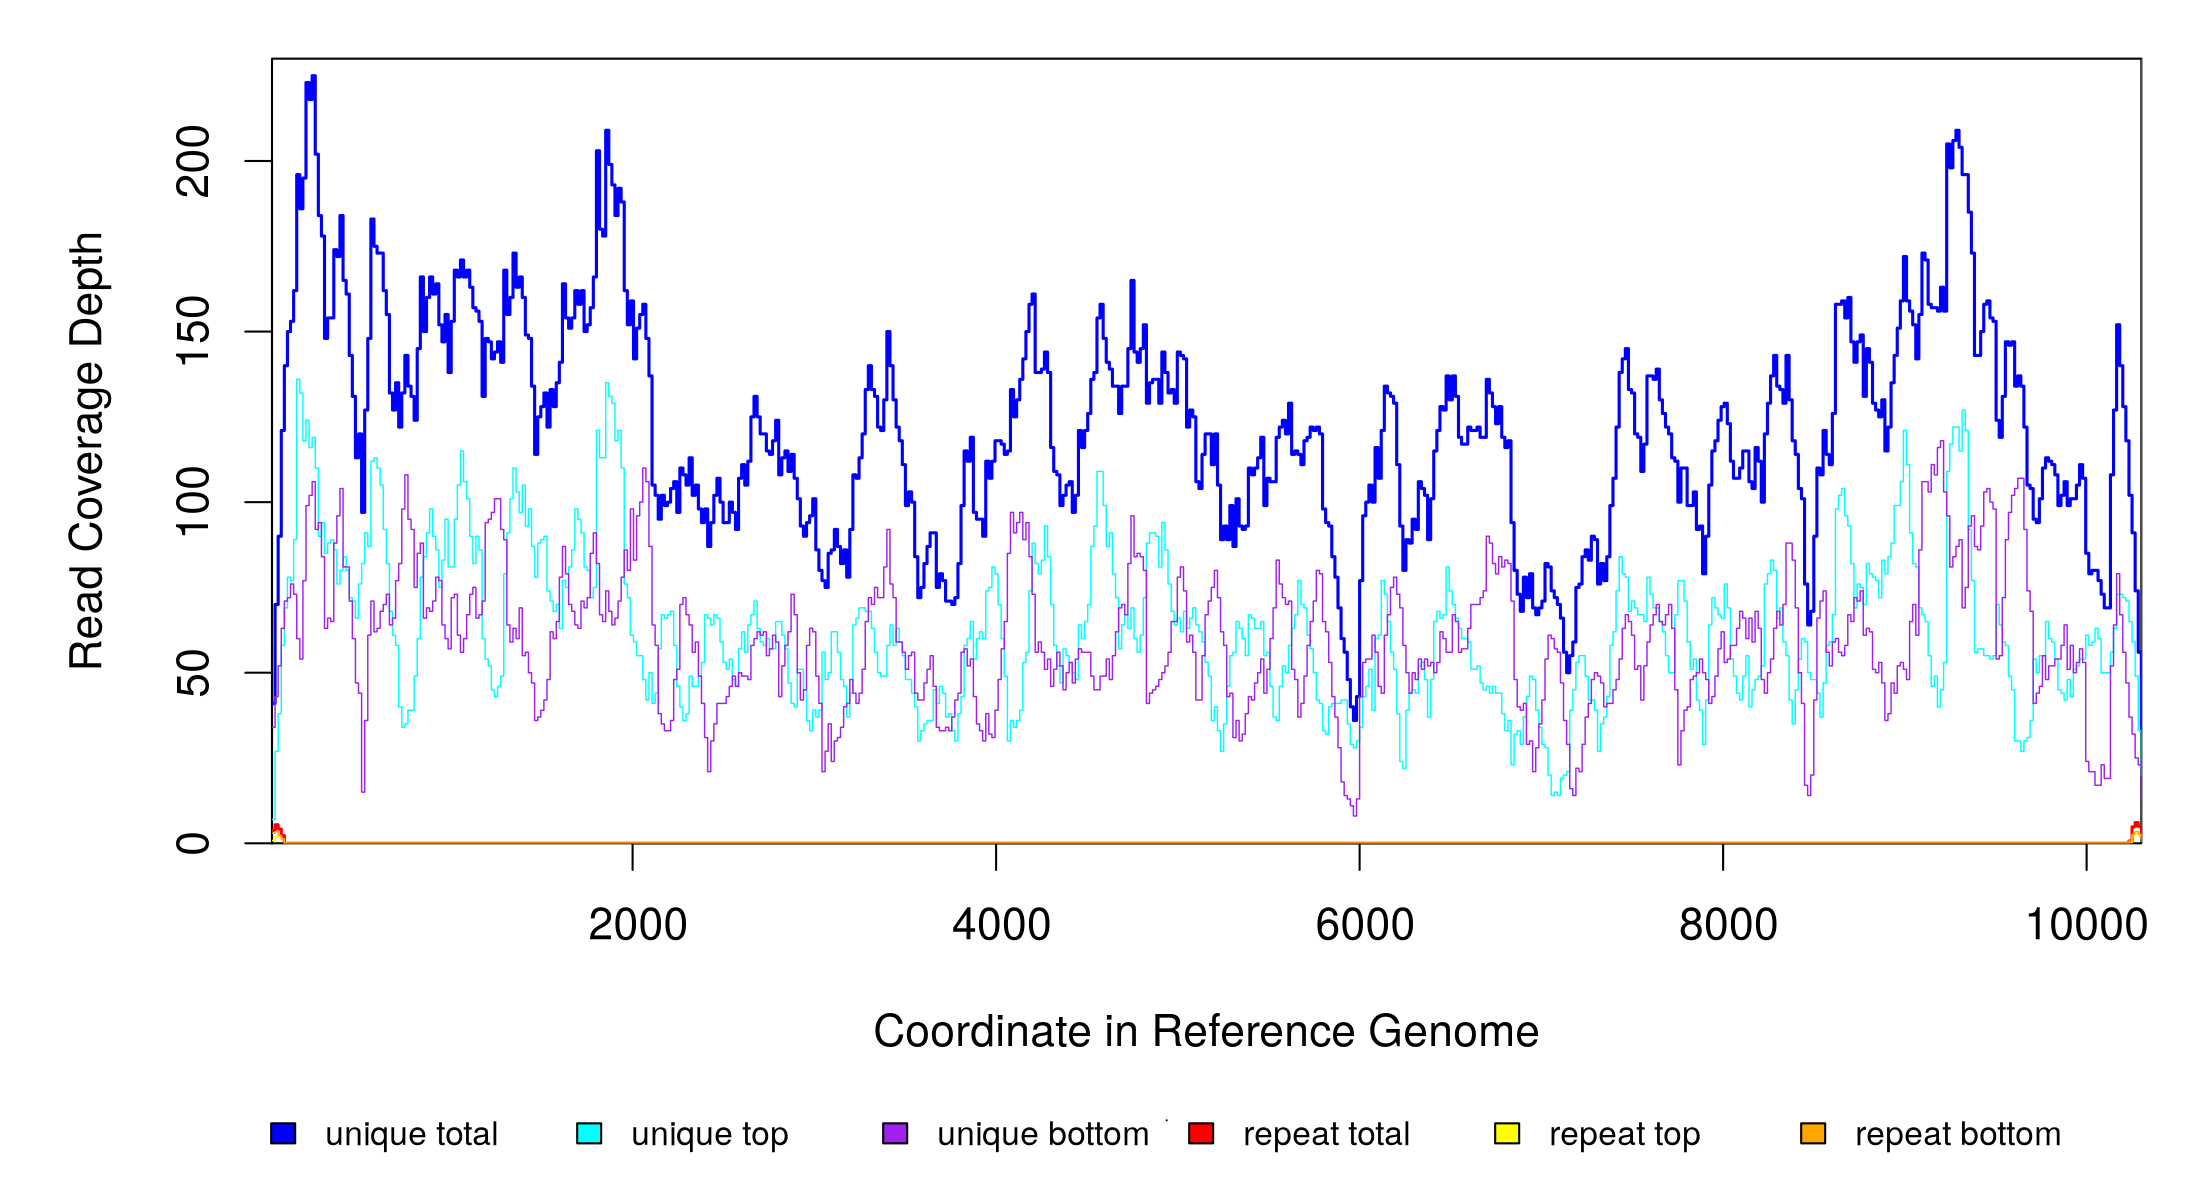 Read Coverage Depth
200
150
100
50
0
2000 4000 6000 8000 10000
Coordinate in Reference Genome
unique total unique top unique bottom repeat total repeat top repeat bottom